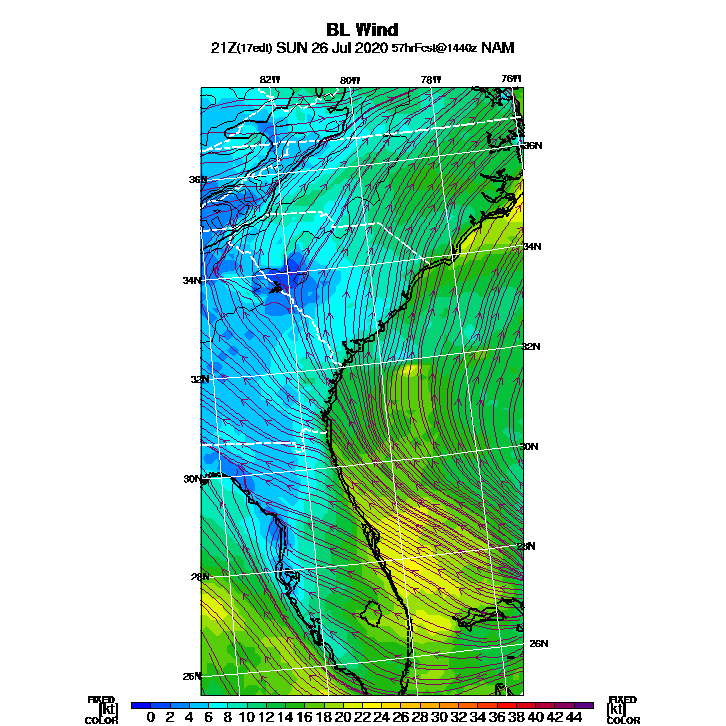 BL Wind
21Z(17edt) SUN 26 Jul 2020 57hrFcst@1440z NAM
82W 80W 78W 76W
36N
36N
34N
34N
32N
32N
30N
30N
28N
28N
26N
26N
FIXED FIXED
[kt] [kt]
COLOR 0 2 4 6 8 10 12 14 16 18 20 22 24 26 28 30 32 34 36 38 40 42 44 COLOR